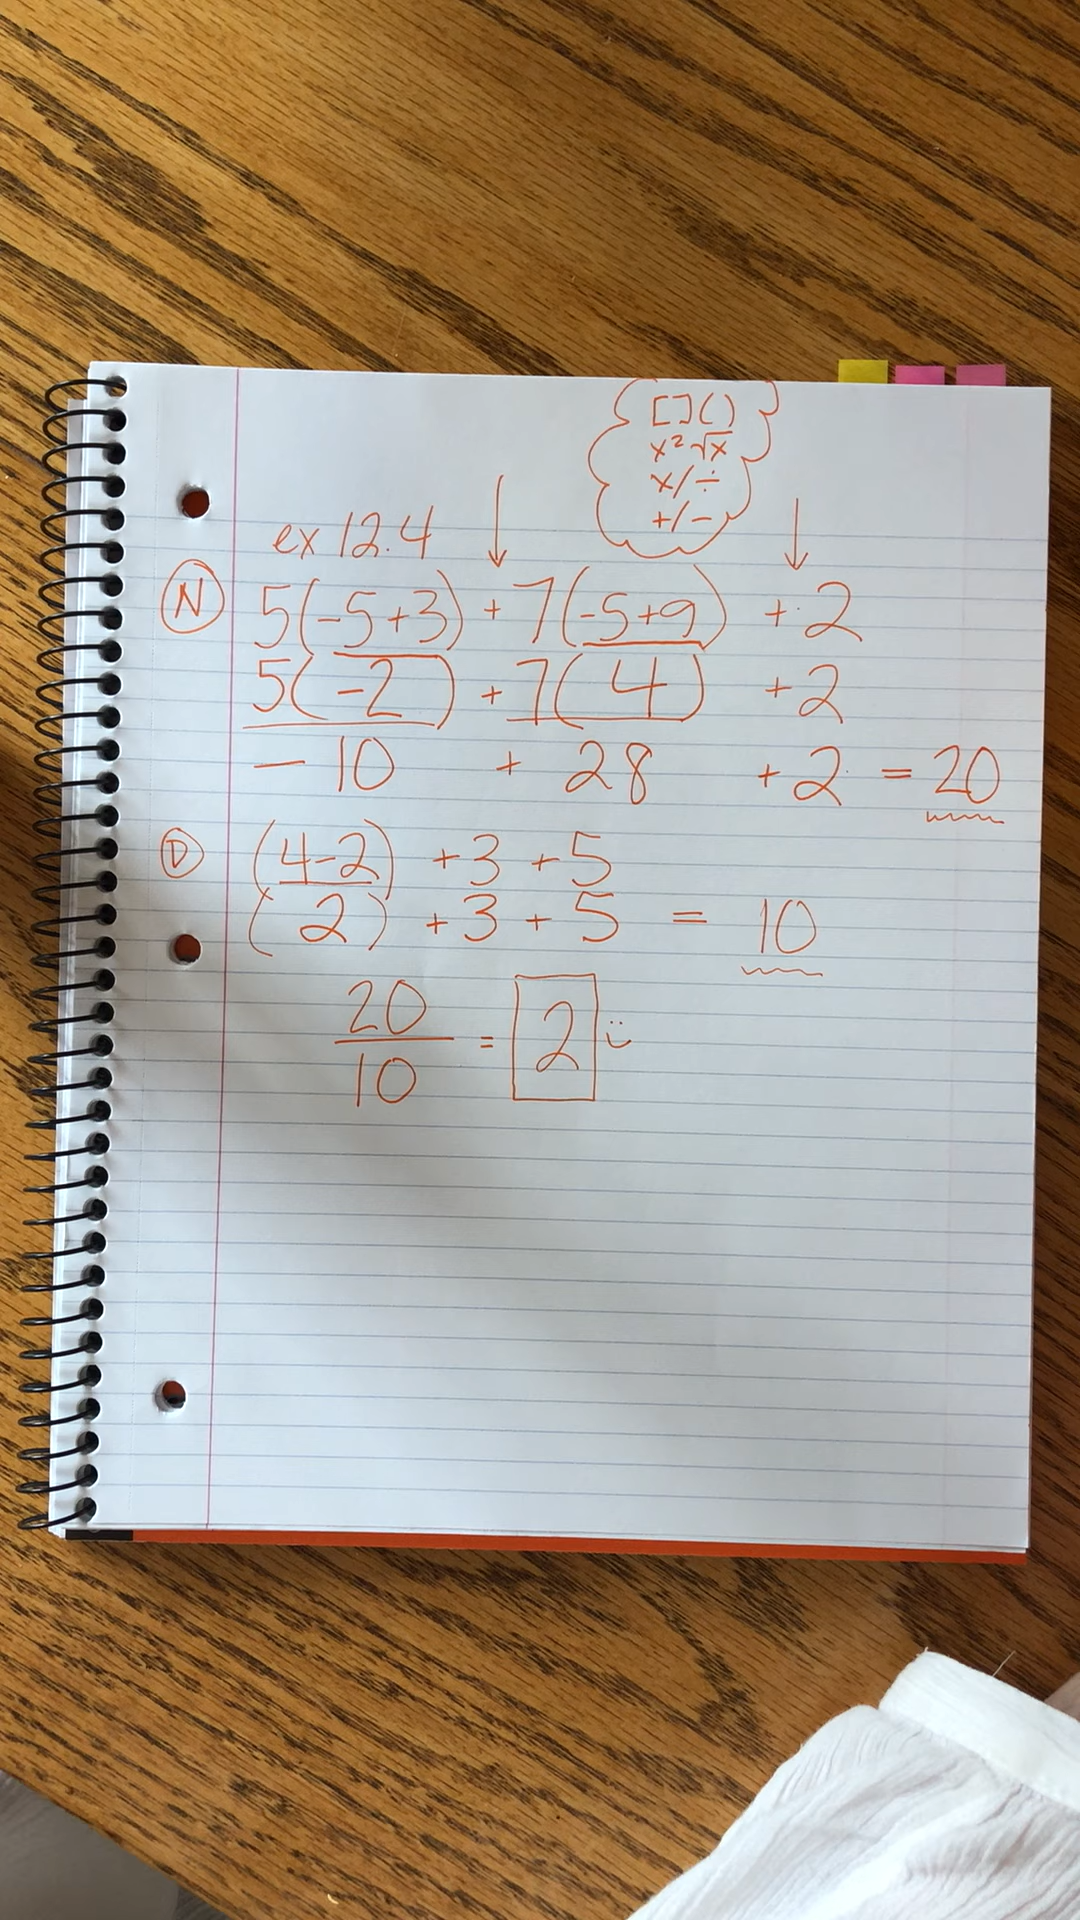 [ ] ( )
x² √x
x/÷
+/-
ex 12.4 ↓ ↓
Ⓝ 5(-5+3) + 7(-5+9) + 2
5(-2) + 7(4) + 2
- 10 + 28 + 2 = 20
Ⓓ (4-2) + 3 + 5
(2) + 3 + 5 = 10
20
10
= 2 :)